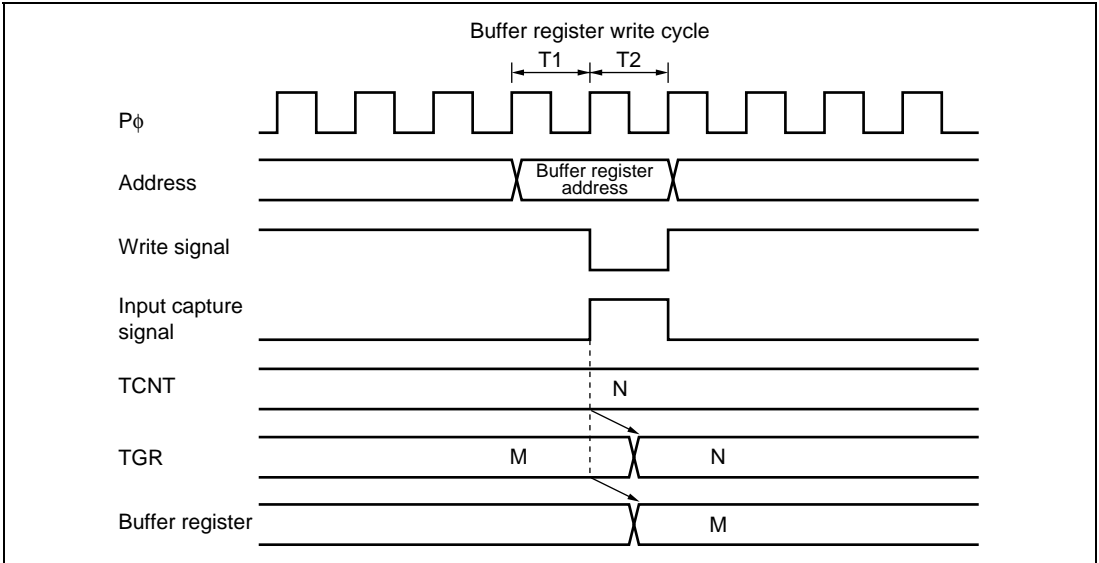 Buffer register write cycle
T1 T2
Pϕ
Address
Buffer register
address
Write signal
Input capture
signal
TCNT
N
TGR
M N
Buffer register
M